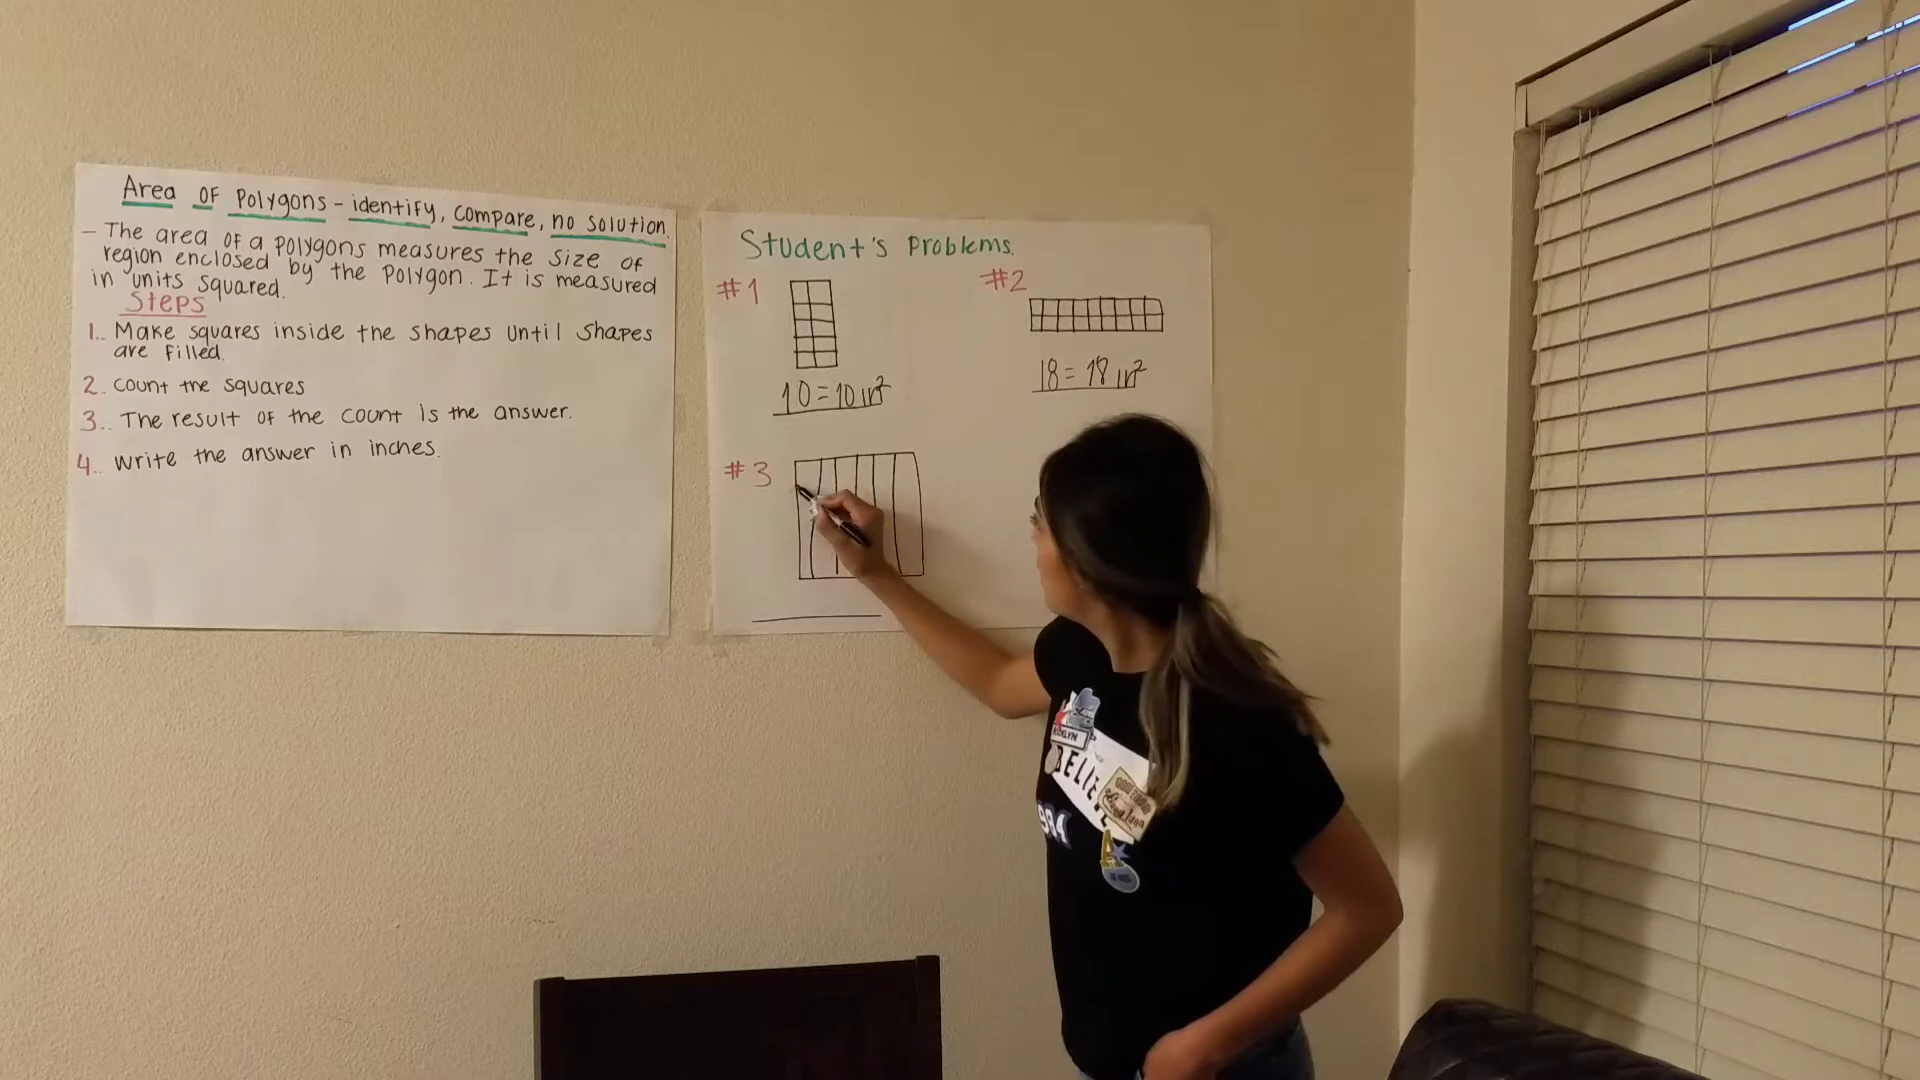 Area of Polygons - identify, compare, no solution.
- The area of a polygons measures the size of
region enclosed by the polygon. It is measured
in units squared.
Steps
1.. Make squares inside the shapes until shapes
are filled.
2. count the squares
3.. The result of the count is the answer.
4.. Write the answer in inches.
Student's Problems.
#1
#2
10 = 10 in²
18 = 18 in²
#3
BELIEVE